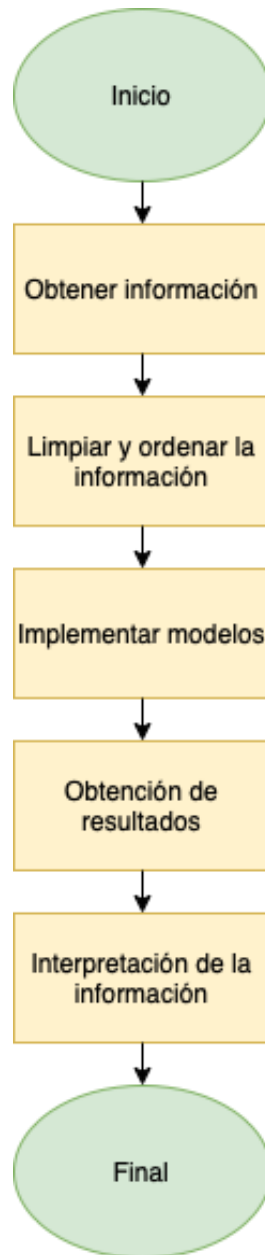 Inicio
Obtener información
Limpiar y ordenar la
información
Implementar modelos
Obtención de
resultados
Interpretación de la
información
Final